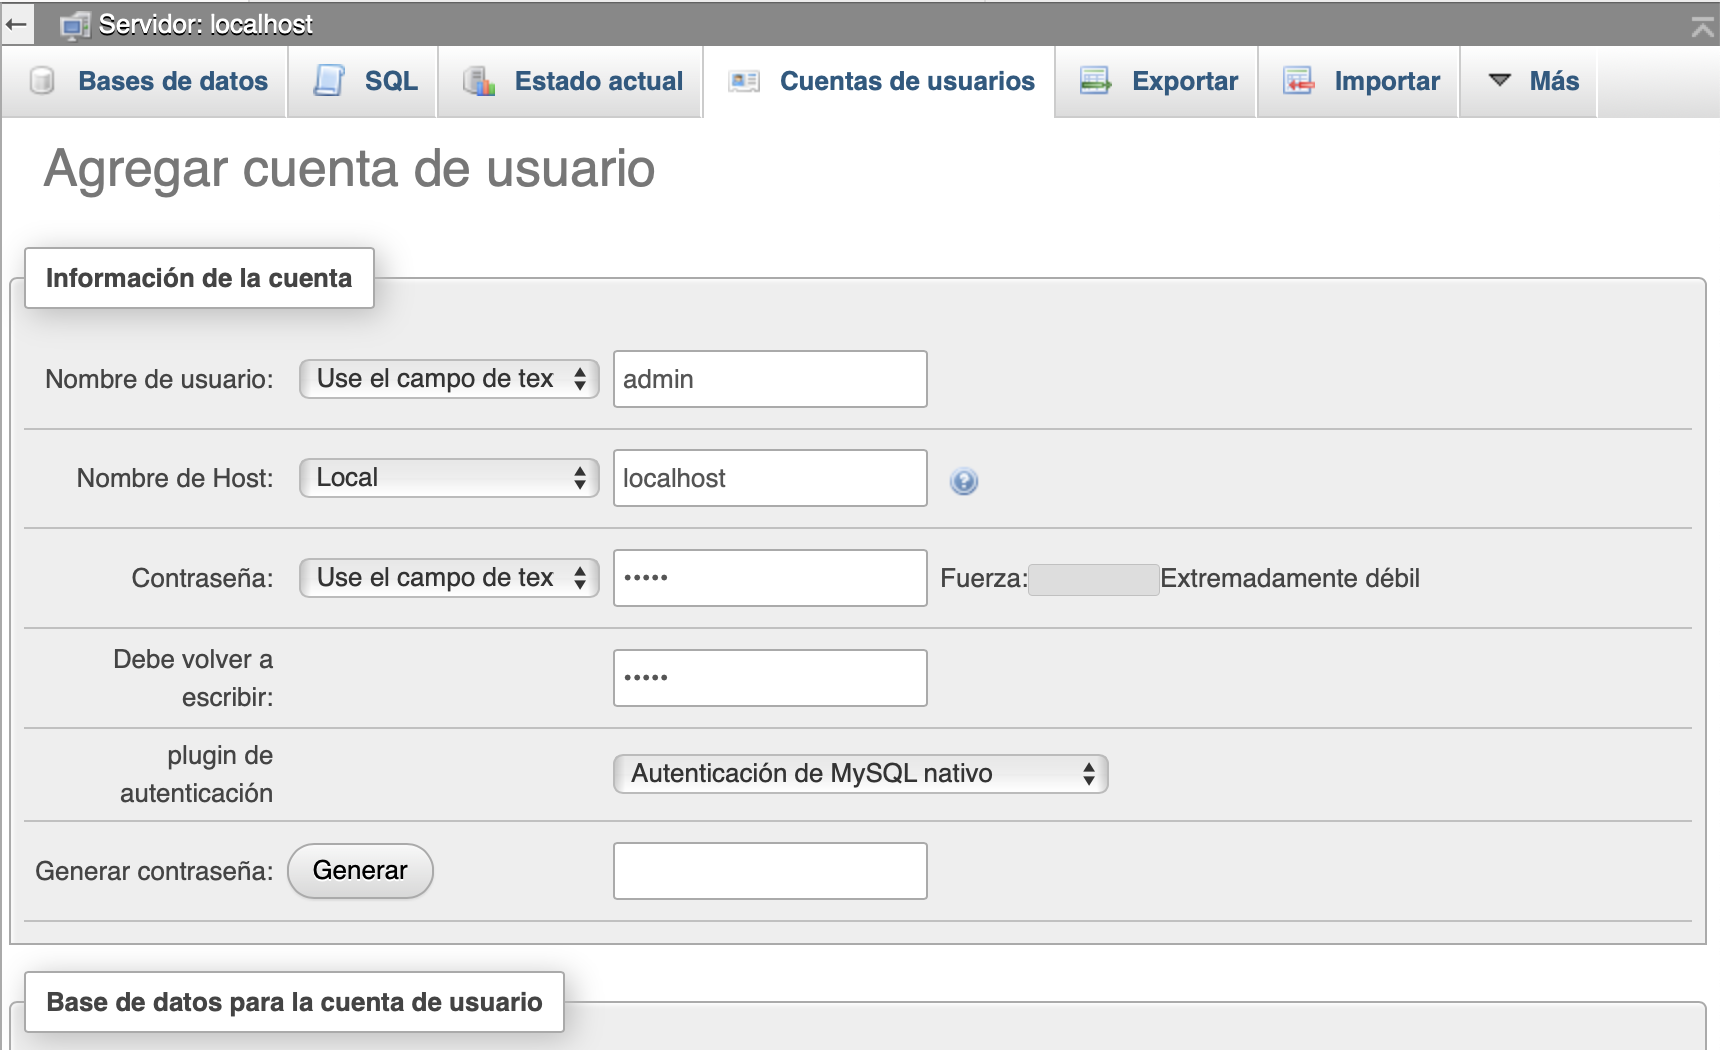 Servidor: localhost
Bases de datos SQL Estado actual Cuentas de usuarios Exportar Importar Más
Agregar cuenta de usuario
Información de la cuenta
Nombre de usuario: Use el campo de tex admin
Nombre de Host: Local localhost
Contraseña: Use el campo de tex ••••• Fuerza: Extremadamente débil
Debe volver a
escribir: •••••
plugin de
autenticación Autenticación de MySQL nativo
Generar contraseña: Generar
Base de datos para la cuenta de usuario